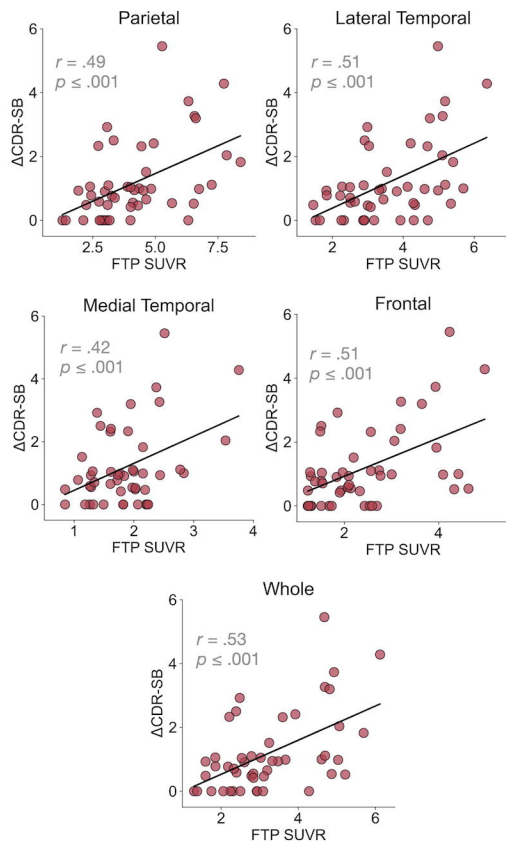 Parietal
r = .49
p ≤ .001
ΔCDR-SB
6
4
2
0
2.5 5.0 7.5
FTP SUVR
Lateral Temporal
r = .51
p ≤ .001
ΔCDR-SB
6
4
2
0
2 4 6
FTP SUVR
Medial Temporal
r = .42
p ≤ .001
ΔCDR-SB
6
4
2
0
1 2 3 4
FTP SUVR
Frontal
r = .51
p ≤ .001
ΔCDR-SB
6
4
2
0
2 4
FTP SUVR
Whole
r = .53
p ≤ .001
ΔCDR-SB
6
4
2
0
2 4 6
FTP SUVR